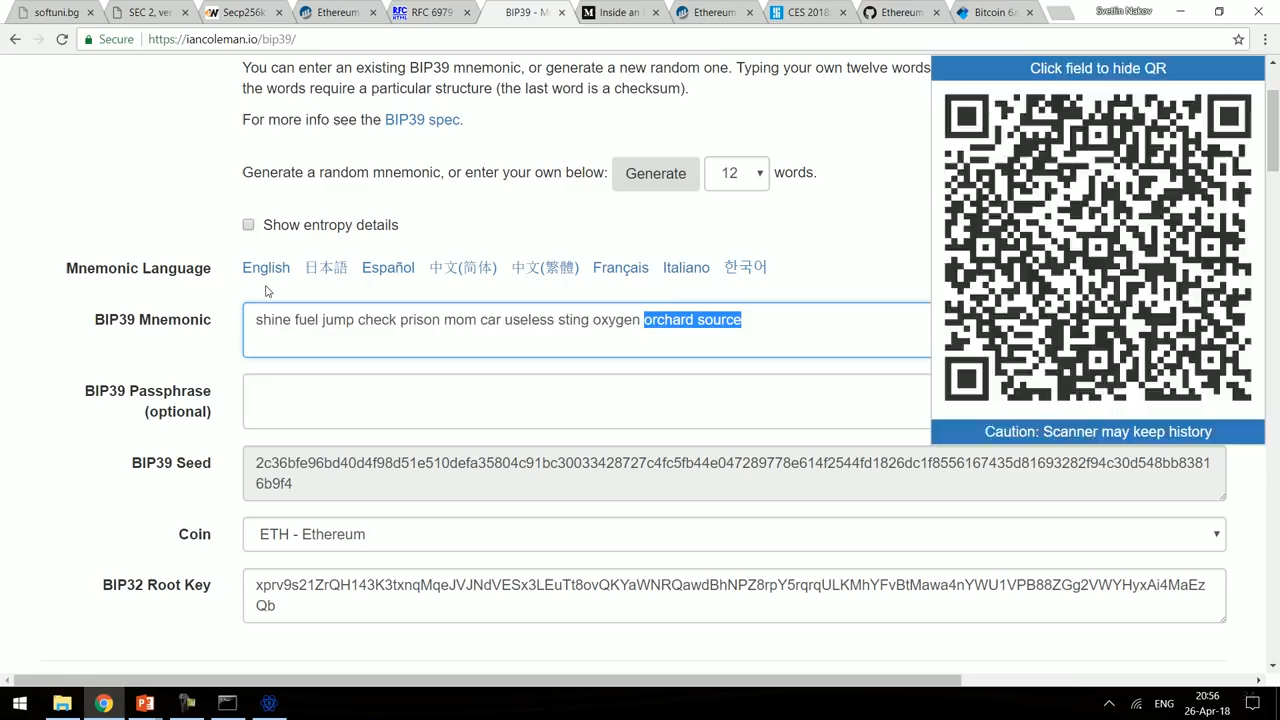 softuni.bg
SEC 2, ver
Secp256k
Ethereum
RFC 6979
BIP39 - M
Inside an
Ethereum
CES 2018
Ethereum
Bitcoin 6
Svetlin Nakov
Secure
https://iancoleman.io/bip39/
You can enter an existing BIP39 mnemonic, or generate a new random one. Typing your own twelve words
the words require a particular structure (the last word is a checksum).
For more info see the BIP39 spec.
Generate a random mnemonic, or enter your own below: Generate 12 words.
Show entropy details
Mnemonic Language English 日本語 Español 中文(简体) 中文(繁體) Français Italiano 한국어
BIP39 Mnemonic shine fuel jump check prison mom car useless sting oxygen orchard source
BIP39 Passphrase
(optional)
BIP39 Seed 2c36bfe96bd40d4f98d51e510defa35804c91bc30033428727c4fc5fb44e047289778e614f2544fd1826dc1f8556167435d81693282f94c30d548bb8381
6b9f4
Coin ETH - Ethereum
BIP32 Root Key xprv9s21ZrQH143K3txnqMqeJVJNdVESx3LEuTt8ovQKYaWNRQawdBhNPZ8rpY5rqrqULKMhYFvBtMawa4nYWU1VPB88ZGg2VWYHyxAi4MaEz
Qb
Click field to hide QR
Caution: Scanner may keep history
ENG
20:56
26-Apr-18